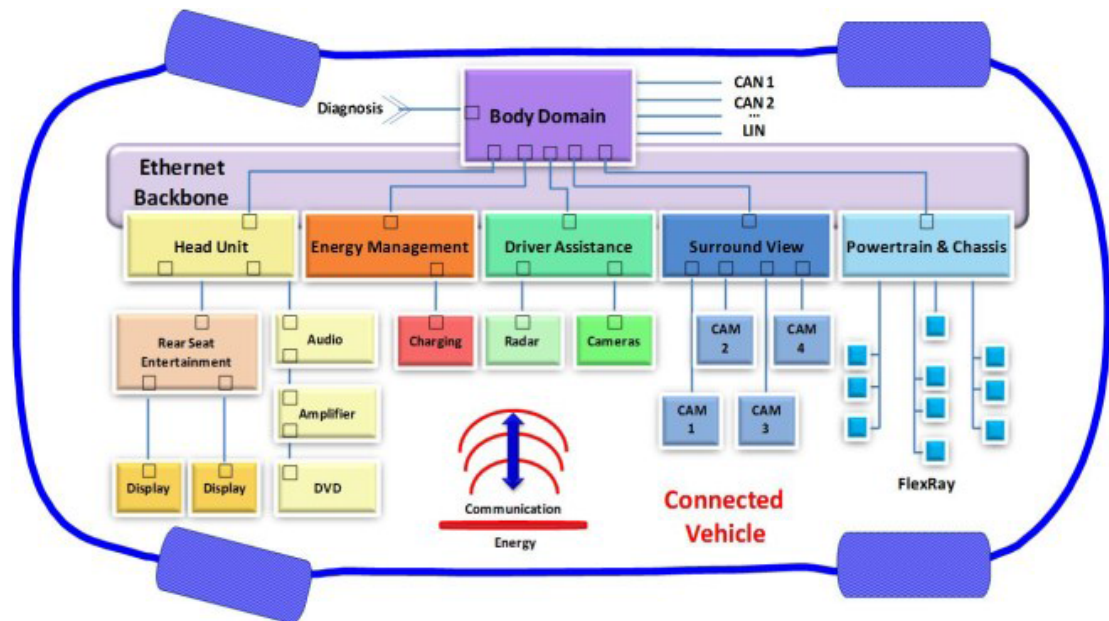 Diagnosis
Body Domain
CAN 1
CAN 2
...
LIN
Ethernet
Backbone
Head Unit
Energy Management
Driver Assistance
Surround View
Powertrain & Chassis
Rear Seat
Entertainment
Audio
Charging
Radar
Cameras
CAM
2
CAM
4
Amplifier
CAM
1
CAM
3
Display
Display
DVD
Communication
Energy
Connected
Vehicle
FlexRay